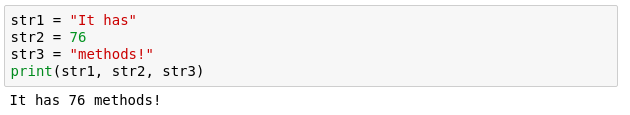 str1 = "It has"
str2 = 76
str3 = "methods!"
print(str1, str2, str3)
It has 76 methods!